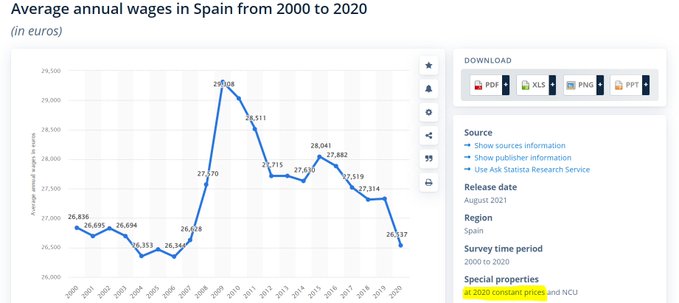 Average annual wages in Spain from 2000 to 2020
(in euros)
29,500
29,000
28,500
28,000
27,500
27,000
26,500
26,000
Average annual wages in euros
26,836
26,695
26,694
26,353
26,344
26,628
27,570
28,511
27,715
27,630
28,041
27,882
27,519
27,314
26,537
2000
2001
2002
2003
2004
2005
2006
2007
2008
2009
2010
2011
2012
2013
2014
2015
2016
2017
2018
2019
2020
DOWNLOAD
PDF +
XLS +
PNG +
PPT +
Source
→ Show sources information
→ Show publisher information
→ Use Ask Statista Research Service
Release date
August 2021
Region
Spain
Survey time period
2000 to 2020
Special properties
at 2020 constant prices and NCU